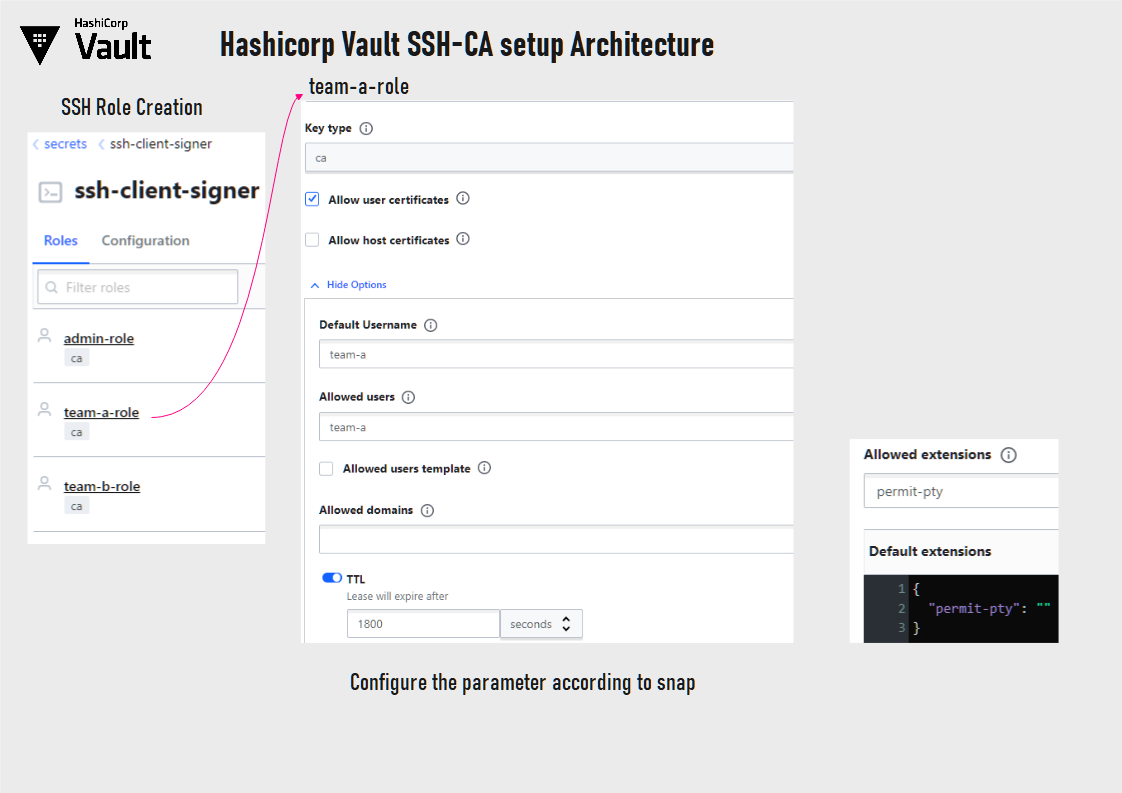 HashiCorp
Vault
Hashicorp Vault SSH-CA setup Architecture
team-a-role
SSH Role Creation
secrets ssh-client-signer
ssh-client-signer
Roles Configuration
Filter roles
admin-role
ca
team-a-role
ca
team-b-role
ca
Key type
ca
Allow user certificates
Allow host certificates
Hide Options
Default Username
team-a
Allowed users
team-a
Allowed users template
Allowed domains
TTL
Lease will expire after
1800 seconds
Allowed extensions
permit-pty
Default extensions
1 {
2 "permit-pty": ""
3 }
Configure the parameter according to snap